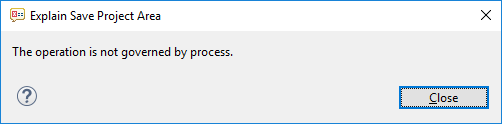 Explain Save Project Area
The operation is not governed by process.
Close